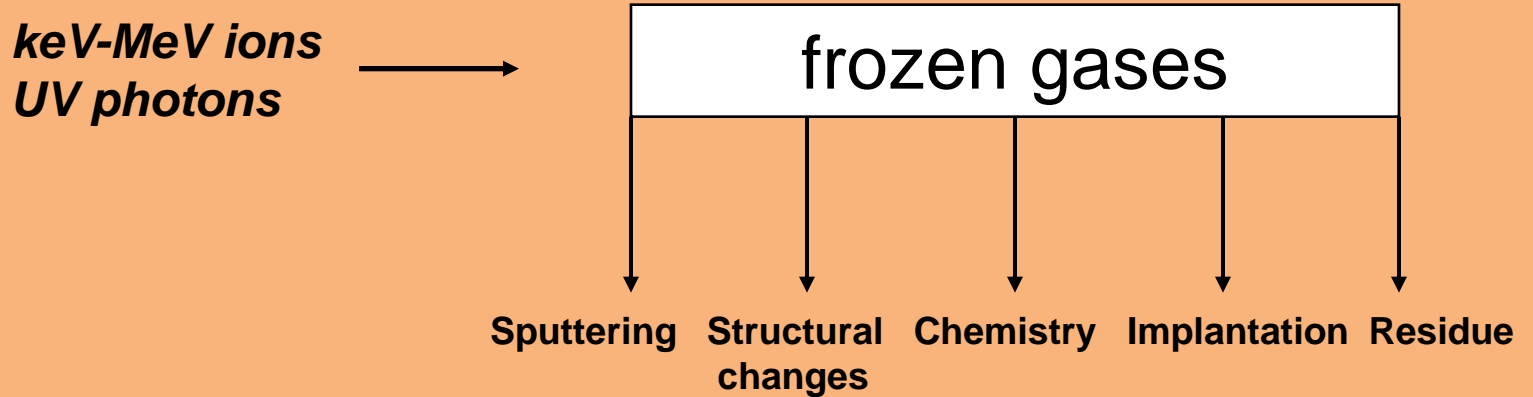 keV-MeV ions
UV photons
frozen gases
Sputtering
Structural
changes
Chemistry
Implantation
Residue